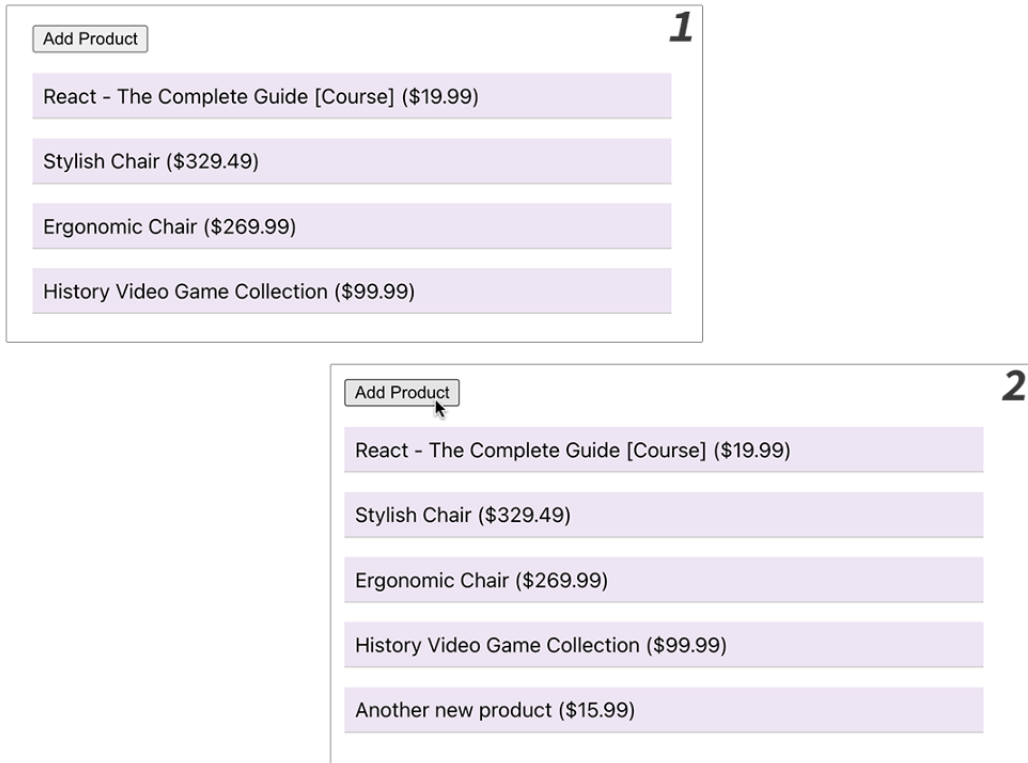 1
Add Product
React - The Complete Guide [Course] ($19.99)
Stylish Chair ($329.49)
Ergonomic Chair ($269.99)
History Video Game Collection ($99.99)
2
Add Product
React - The Complete Guide [Course] ($19.99)
Stylish Chair ($329.49)
Ergonomic Chair ($269.99)
History Video Game Collection ($99.99)
Another new product ($15.99)